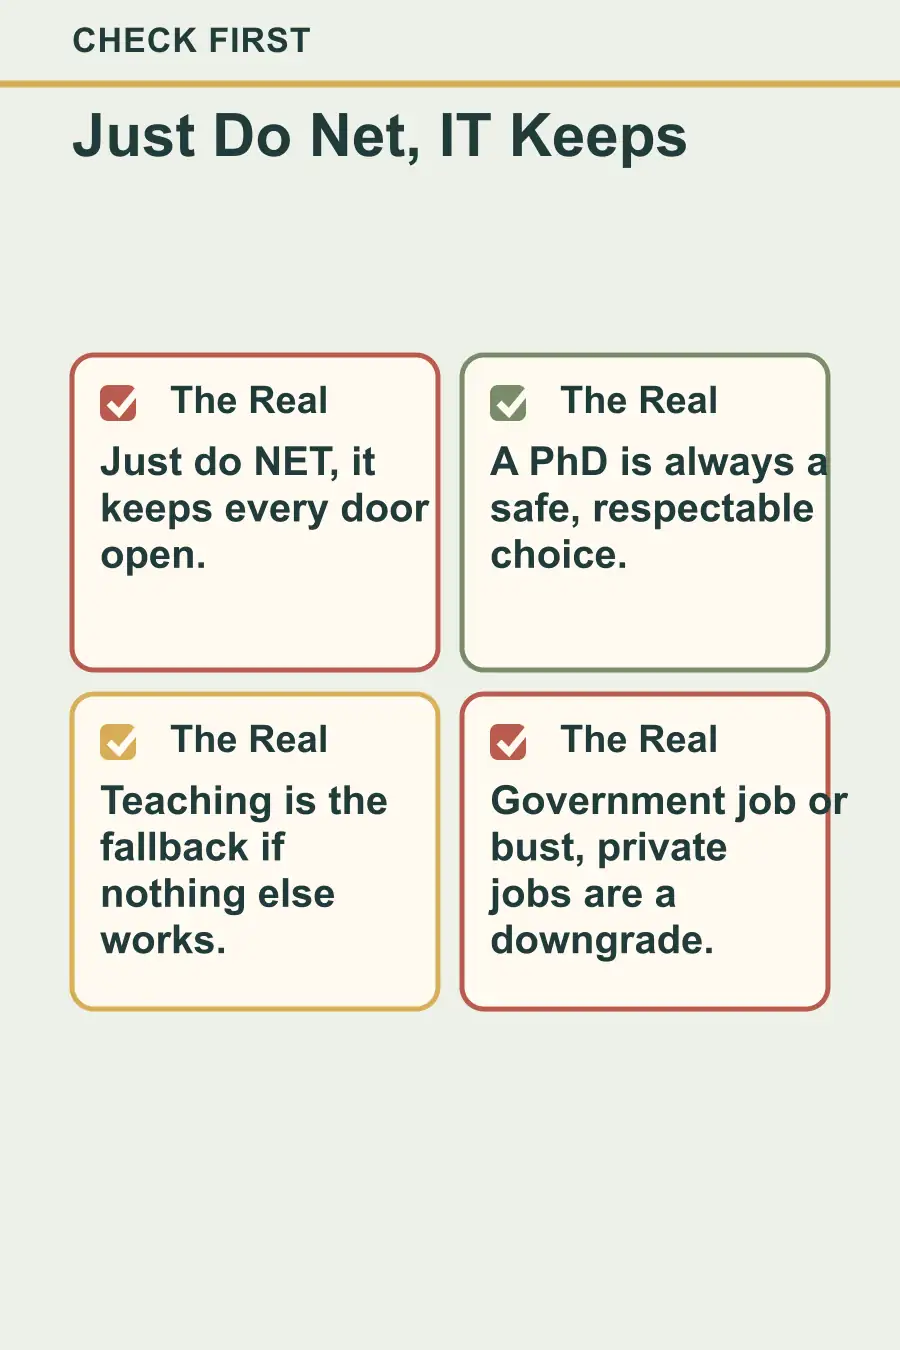 CHECK FIRST
Just Do Net, IT Keeps
The Real
Just do NET, it
keeps every door
open.
The Real
A PhD is always a
safe, respectable
choice.
The Real
Teaching is the
fallback if
nothing else
works.
The Real
Government job or
bust, private
jobs are a
downgrade.